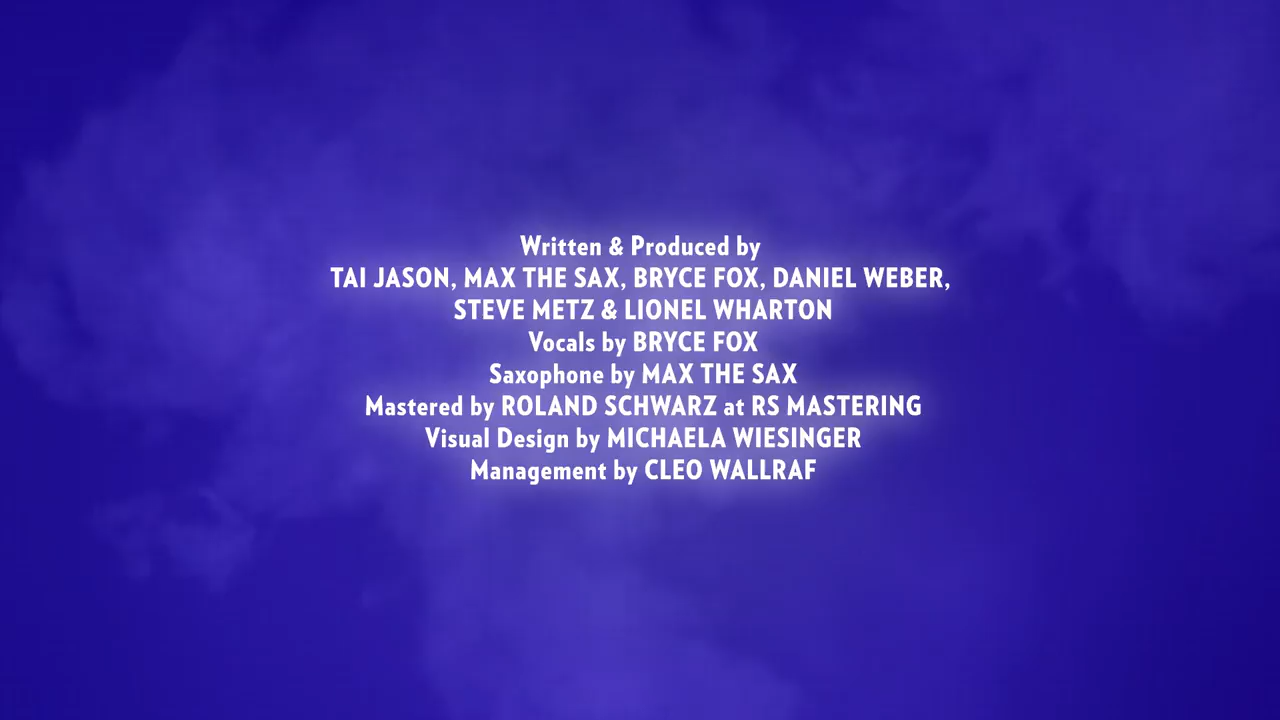 Written & Produced by
TAI JASON, MAX THE SAX, BRYCE FOX, DANIEL WEBER,
STEVE METZ & LIONEL WHARTON
Vocals by BRYCE FOX
Saxophone by MAX THE SAX
Mastered by ROLAND SCHWARZ at RS MASTERING
Visual Design by MICHAELA WIESINGER
Management by CLEO WALLRAF